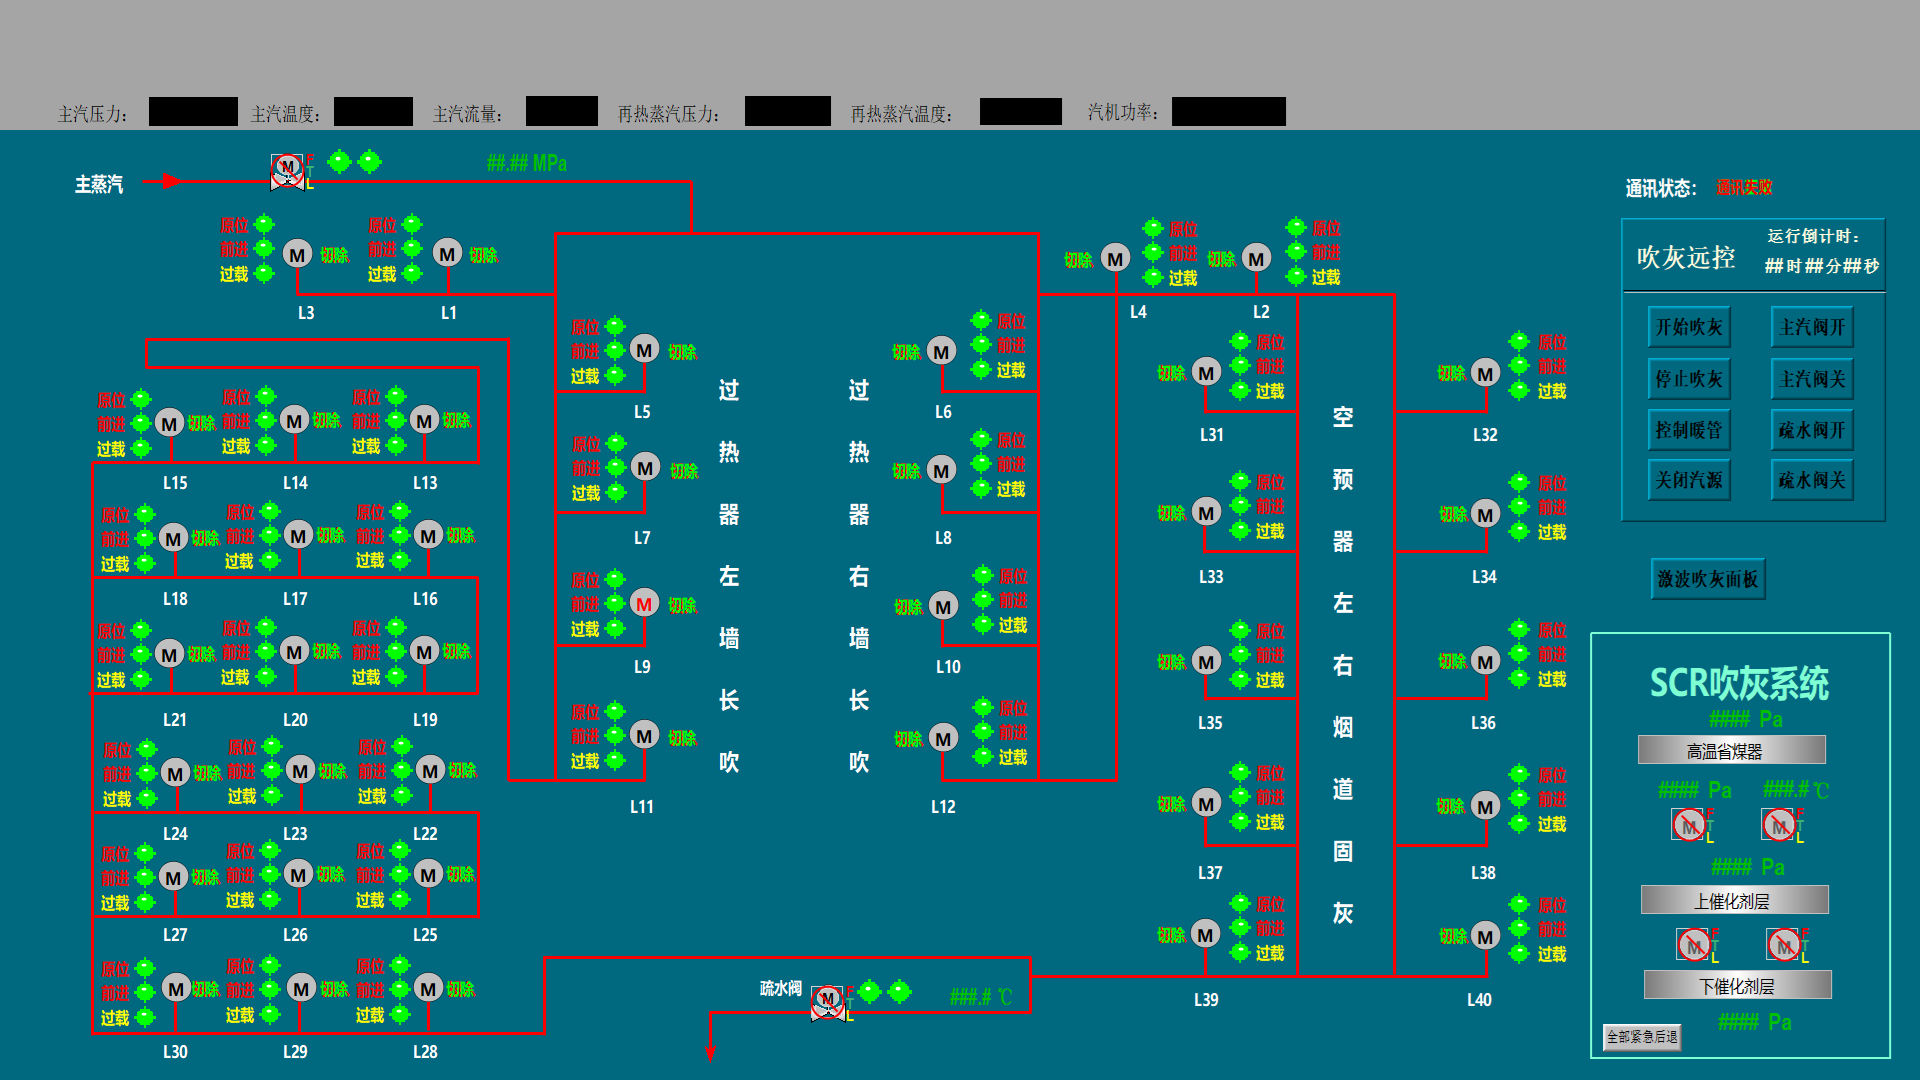 主汽压力： 主汽温度： 主汽流量： 再热蒸汽压力： 再热蒸汽温度： 汽机功率：
主蒸汽 M F T L ##.## MPa
通讯状态： 通讯失败
原位 前进 过载 M 切除 L3
原位 前进 过载 M 切除 L1
切除 M 原位 前进 过载 L4
切除 M 原位 前进 过载 L2
吹灰远控
运行倒计时：
##时##分##秒
开始吹灰 主汽阀开
停止吹灰 主汽阀关
控制暖管 疏水阀开
关闭汽源 疏水阀关
激波吹灰面板
原位 前进 过载 M 切除 L15
原位 前进 过载 M 切除 L14
原位 前进 过载 M 切除 L13
原位 前进 过载 M 切除 L18
原位 前进 过载 M 切除 L17
原位 前进 过载 M 切除 L16
原位 前进 过载 M 切除 L21
原位 前进 过载 M 切除 L20
原位 前进 过载 M 切除 L19
原位 前进 过载 M 切除 L24
原位 前进 过载 M 切除 L23
原位 前进 过载 M 切除 L22
原位 前进 过载 M 切除 L27
原位 前进 过载 M 切除 L26
原位 前进 过载 M 切除 L25
原位 前进 过载 M 切除 L30
原位 前进 过载 M 切除 L29
原位 前进 过载 M 切除 L28
原位 前进 过载 M 切除 L5
原位 前进 过载 M 切除 L7
原位 前进 过载 M 切除 L9
原位 前进 过载 M 切除 L11
过热器左墙长吹
过热器右墙长吹
切除 M 原位 前进 过载 L6
切除 M 原位 前进 过载 L8
切除 M 原位 前进 过载 L10
切除 M 原位 前进 过载 L12
切除 M 原位 前进 过载 L31
切除 M 原位 前进 过载 L33
切除 M 原位 前进 过载 L35
切除 M 原位 前进 过载 L37
切除 M 原位 前进 过载 L39
空预器左右烟道固灰
切除 M 原位 前进 过载 L32
切除 M 原位 前进 过载 L34
切除 M 原位 前进 过载 L36
切除 M 原位 前进 过载 L38
切除 M 原位 前进 过载 L40
疏水阀 M F T L ###.# ℃
SCR吹灰系统
#### Pa
高温省煤器
#### Pa ###.#℃
M F T L M F T L
#### Pa
上催化剂层
M F T L M F T L
下催化剂层
#### Pa
全部紧急后退